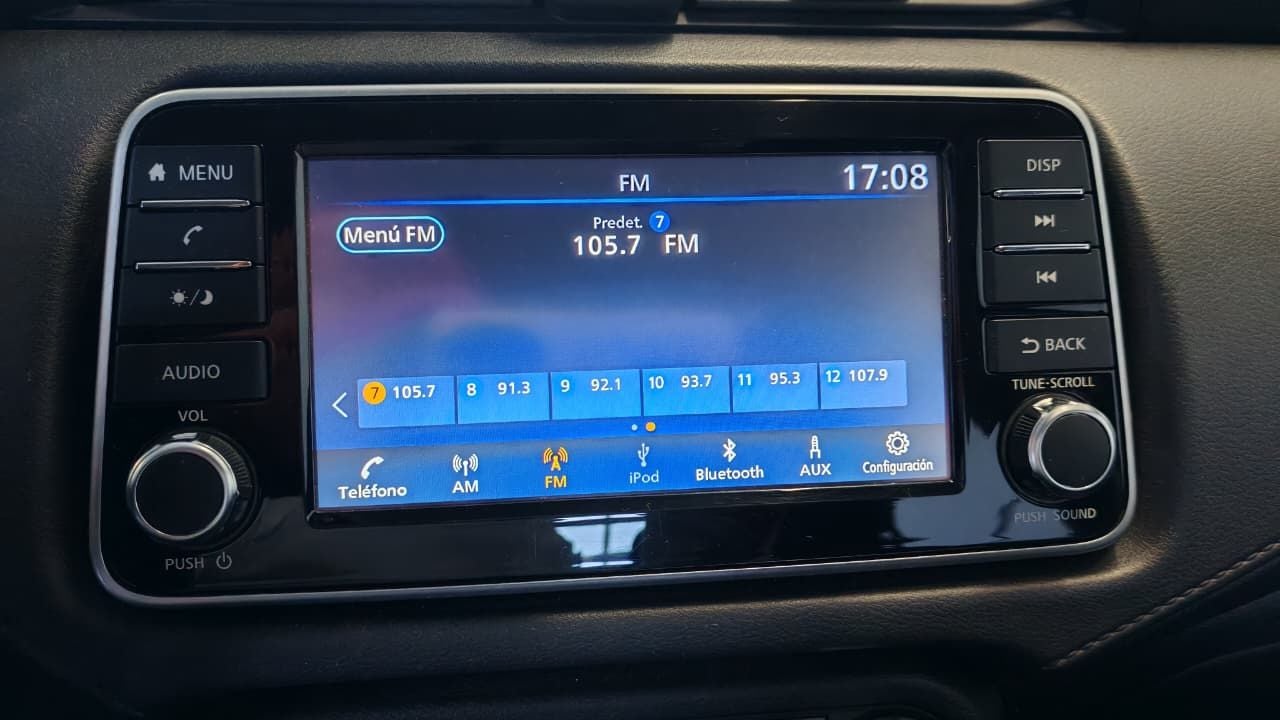 MENU
AUDIO
VOL
PUSH
FM
17:08
Menú FM
Predet. 7
105.7 FM
7 105.7 8 91.3 9 92.1 10 93.7 11 95.3 12 107.9
Teléfono AM FM iPod Bluetooth AUX Configuración
DISP
BACK
TUNE·SCROLL
PUSH SOUND